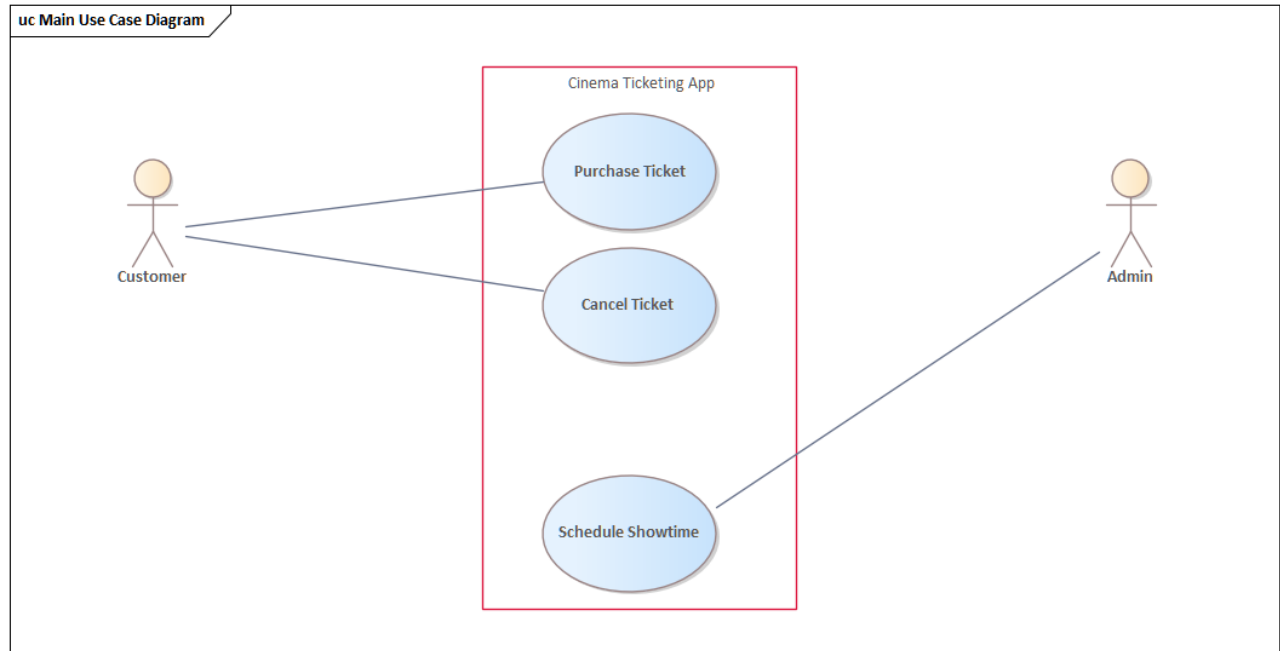 uc Main Use Case Diagram
Cinema Ticketing App
Purchase Ticket
Customer
Admin
Cancel Ticket
Schedule Showtime